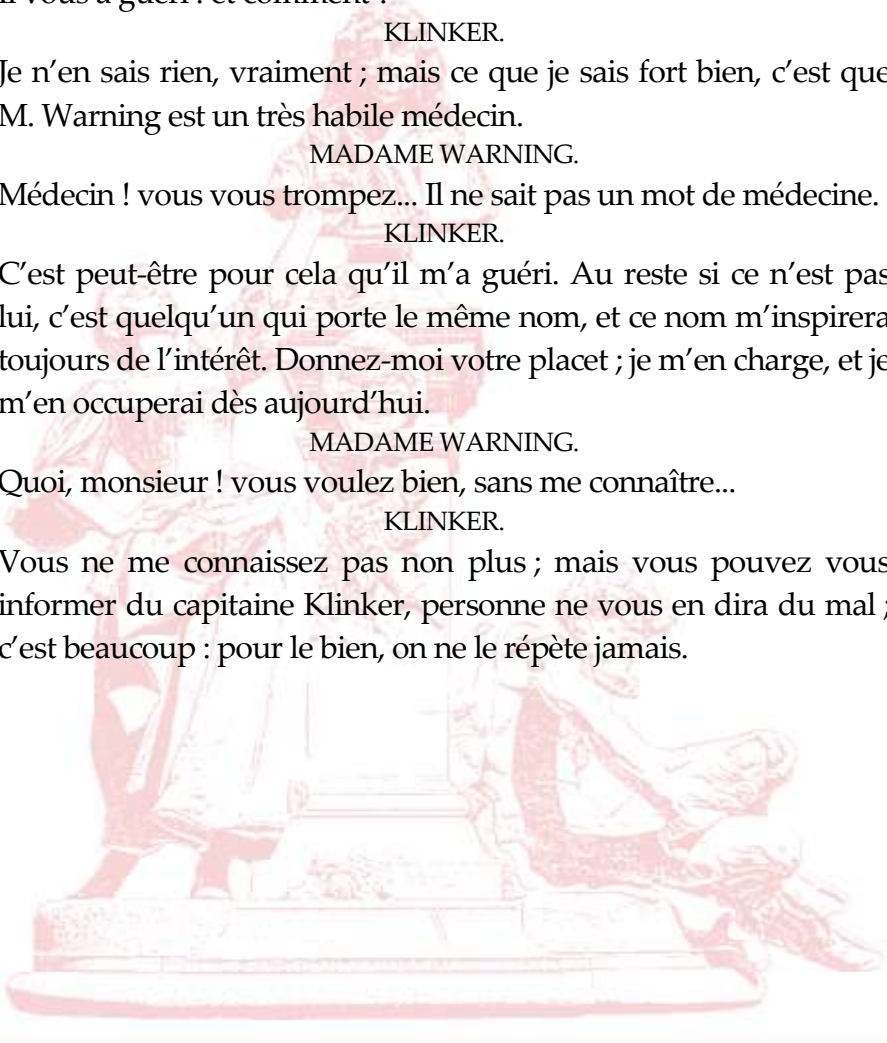 vous a guéri ! et comment ?
KLINKER.
Je n’en sais rien, vraiment ; mais ce que je sais fort bien, c’est que
M. Warning est un très habile médecin.
MADAME WARNING.
Médecin ! vous vous trompez... Il ne sait pas un mot de médecine.
KLINKER.
C’est peut-être pour cela qu’il m’a guéri. Au reste si ce n’est pas
lui, c’est quelqu’un qui porte le même nom, et ce nom m’inspirera
toujours de l’intérêt. Donnez-moi votre placet ; je m’en charge, et je
m’en occuperai dès aujourd’hui.
MADAME WARNING.
Quoi, monsieur ! vous voulez bien, sans me connaître...
KLINKER.
Vous ne me connaissez pas non plus ; mais vous pouvez vous
informer du capitaine Klinker, personne ne vous en dira du mal ;
c’est beaucoup : pour le bien, on ne le répète jamais.